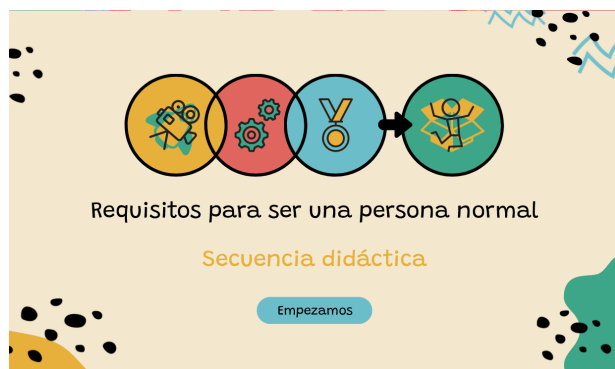 Requisitos para ser una persona normal
Secuencia didáctica
Empezamos